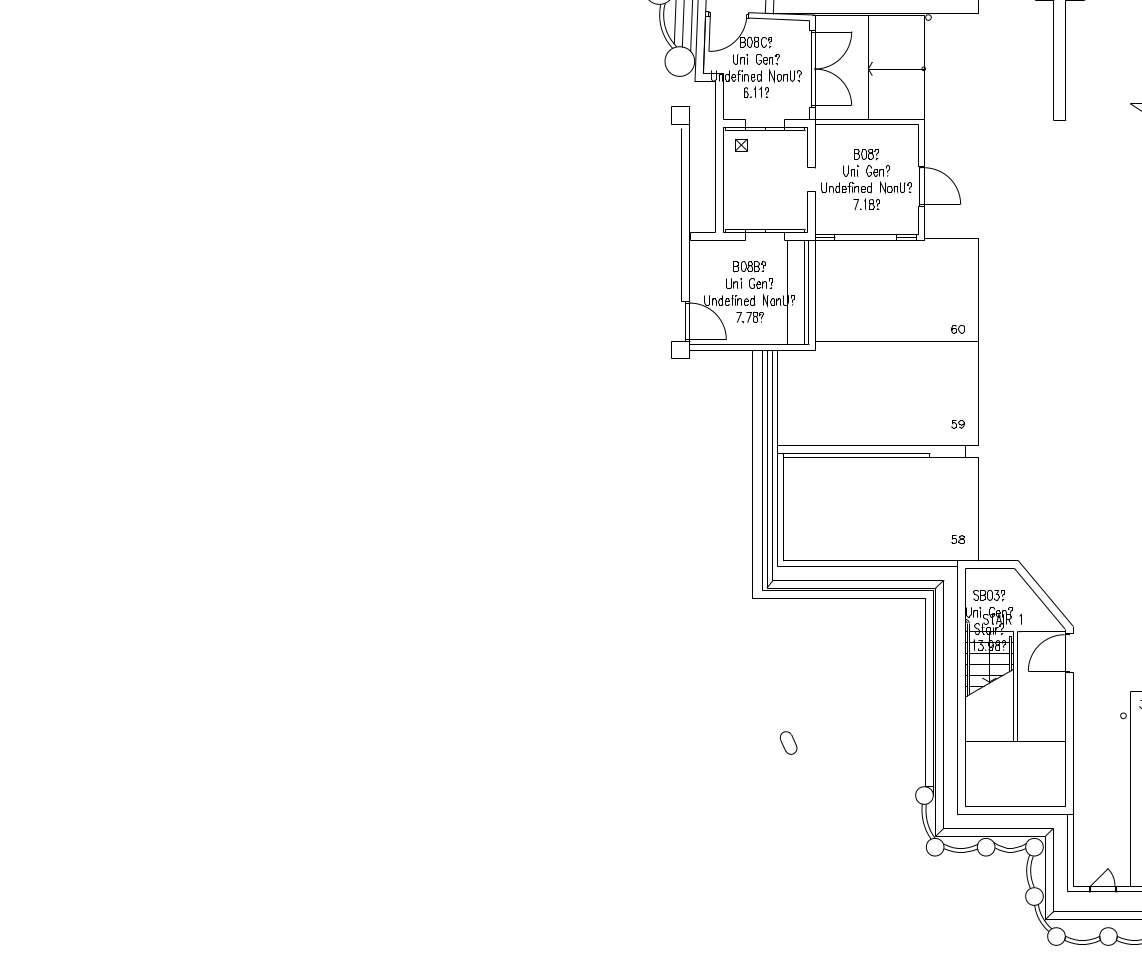 B08C?
Uni Gen?
Undefined NonU?
6.11?
B08?
Uni Gen?
Undefined NonU?
7.18?
B08B?
Uni Gen?
Undefined NonU?
7.78?
60
59
58
SB03?
Uni Gen?
STAIR 1
Stair?
13.98?